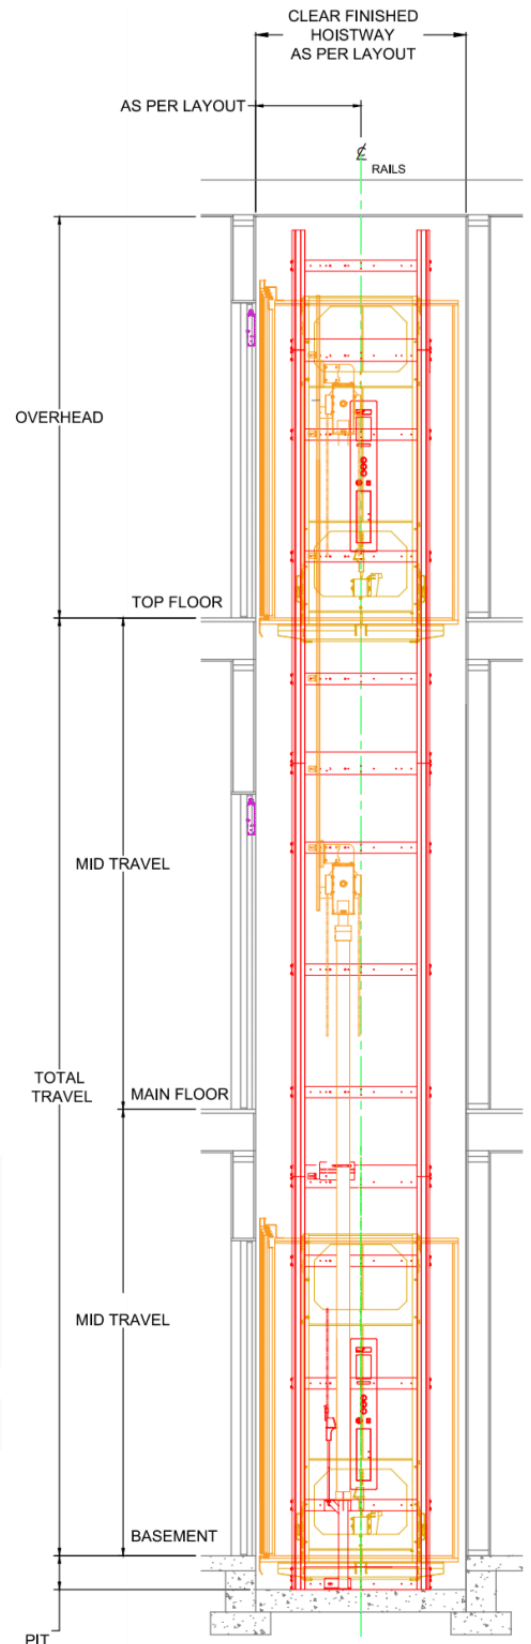 CLEAR FINISHED
HOISTWAY
AS PER LAYOUT
AS PER LAYOUT
℄
RAILS
OVERHEAD
TOP FLOOR
MID TRAVEL
TOTAL
TRAVEL
MAIN FLOOR
MID TRAVEL
BASEMENT
PIT